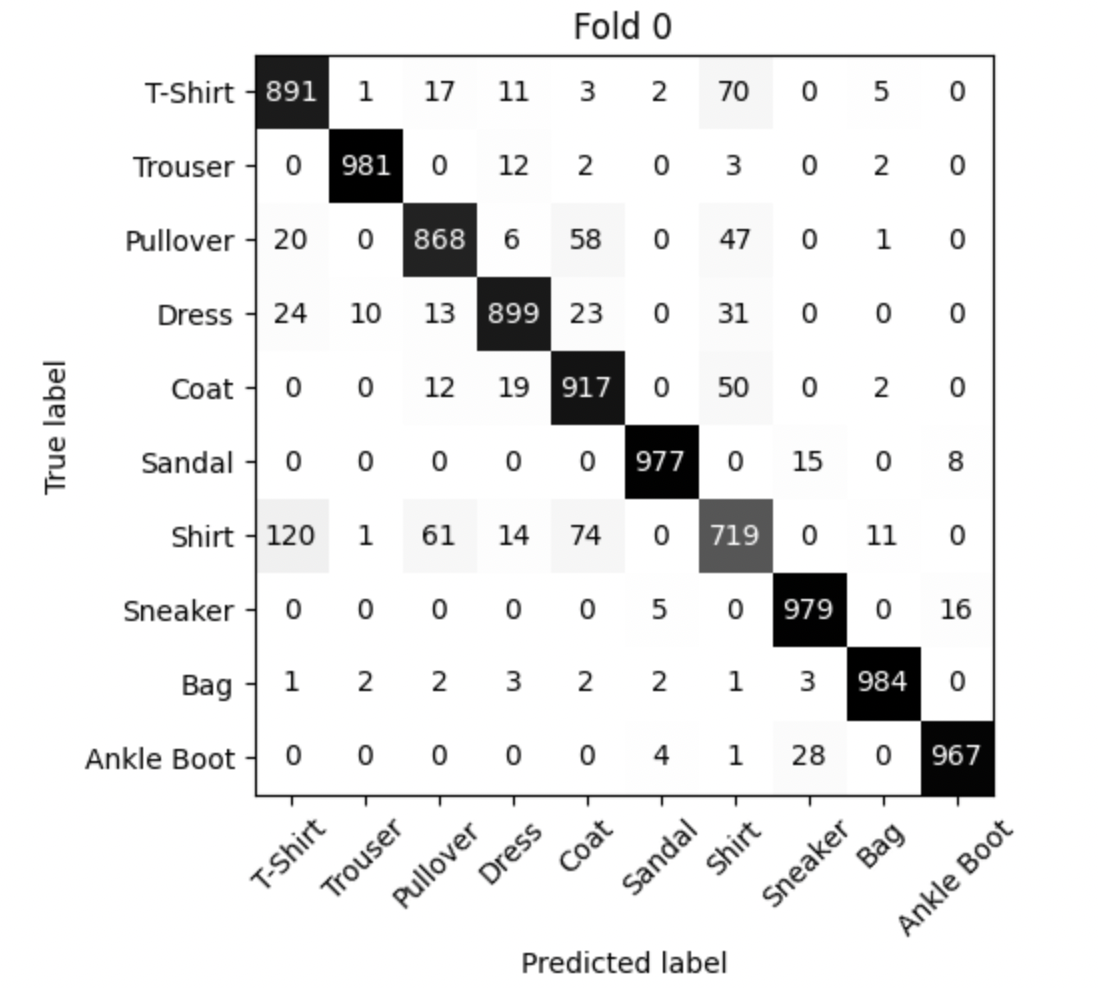 Fold 0
True label
T-Shirt 891 1 17 11 3 2 70 0 5 0
Trouser 0 981 0 12 2 0 3 0 2 0
Pullover 20 0 868 6 58 0 47 0 1 0
Dress 24 10 13 899 23 0 31 0 0 0
Coat 0 0 12 19 917 0 50 0 2 0
Sandal 0 0 0 0 0 977 0 15 0 8
Shirt 120 1 61 14 74 0 719 0 11 0
Sneaker 0 0 0 0 0 5 0 979 0 16
Bag 1 2 2 3 2 2 1 3 984 0
Ankle Boot 0 0 0 0 0 4 1 28 0 967
T-Shirt Trouser Pullover Dress Coat Sandal Shirt Sneaker Bag Ankle Boot
Predicted label